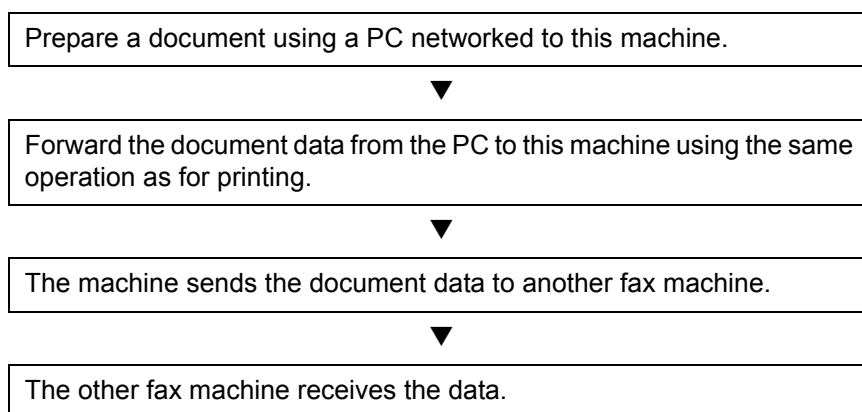 Prepare a document using a PC networked to this machine.
▼
Forward the document data from the PC to this machine using the same
operation as for printing.
▼
The machine sends the document data to another fax machine.
▼
The other fax machine receives the data.